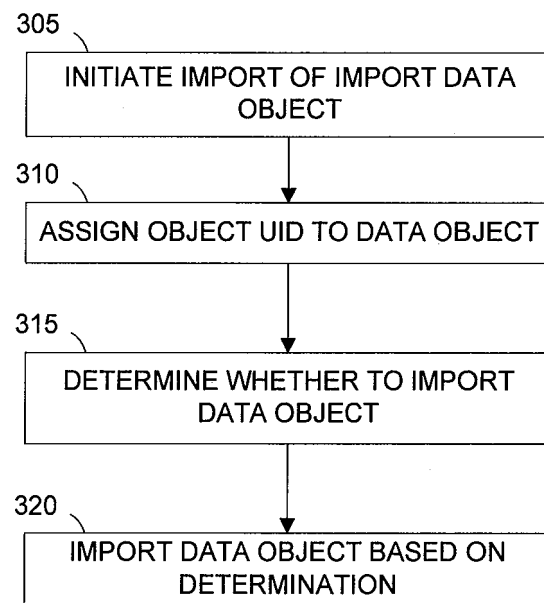 305
INITIATE IMPORT OF IMPORT DATA
OBJECT
310
ASSIGN OBJECT UID TO DATA OBJECT
315
DETERMINE WHETHER TO IMPORT
DATA OBJECT
320
IMPORT DATA OBJECT BASED ON
DETERMINATION